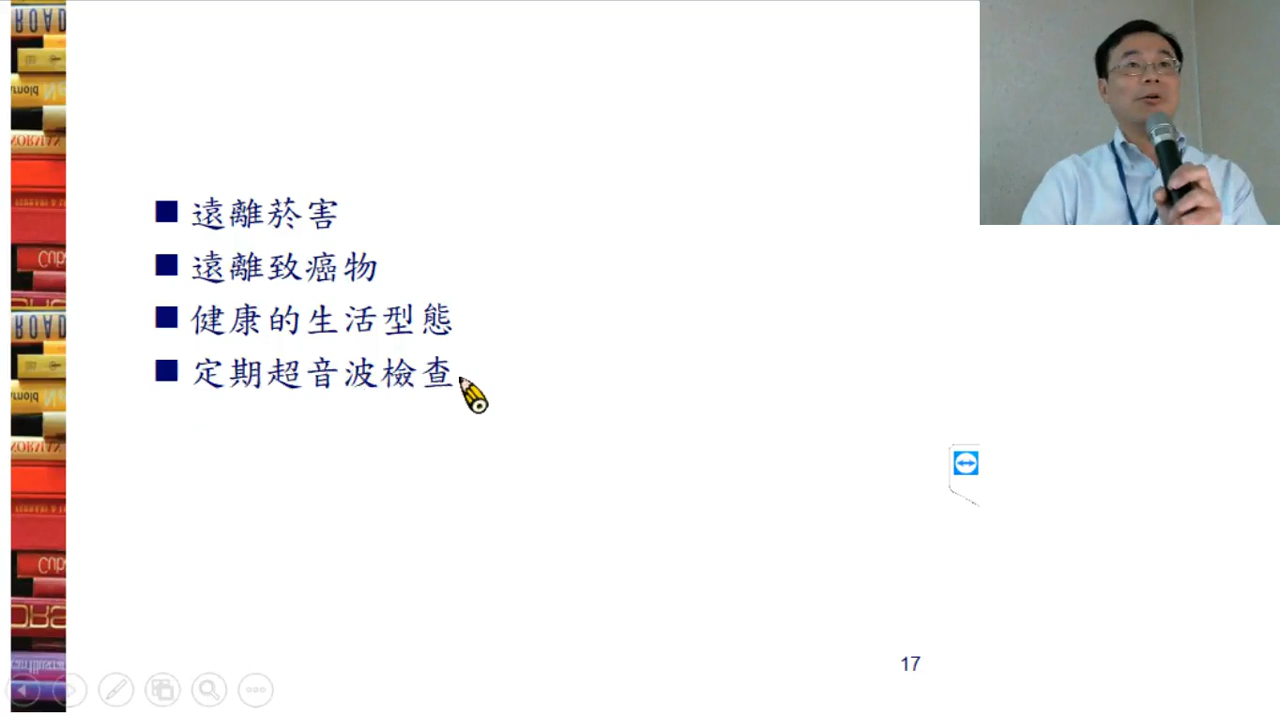 遠離菸害
遠離致癌物
健康的生活型態
定期超音波檢查
17